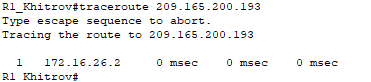 R1_Khitrov#traceroute 209.165.200.193
Type escape sequence to abort.
Tracing the route to 209.165.200.193
1 172.16.26.2 0 msec 0 msec 0 msec
R1_Khitrov#